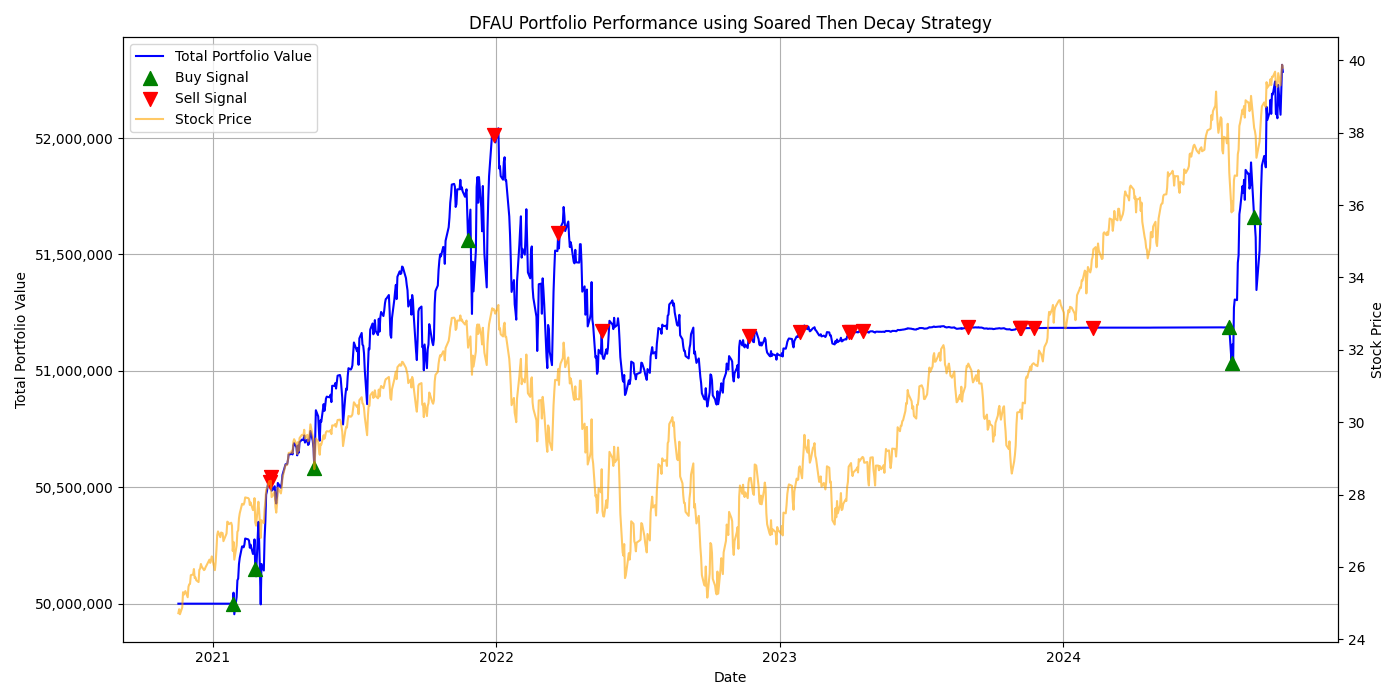 DFAU Portfolio Performance using Soared Then Decay Strategy
Total Portfolio Value
Buy Signal
Sell Signal
Stock Price
52,000,000
51,500,000
51,000,000
50,500,000
50,000,000
Total Portfolio Value
40
38
36
34
32
30
28
26
24
Stock Price
2021
2022
2023
2024
Date